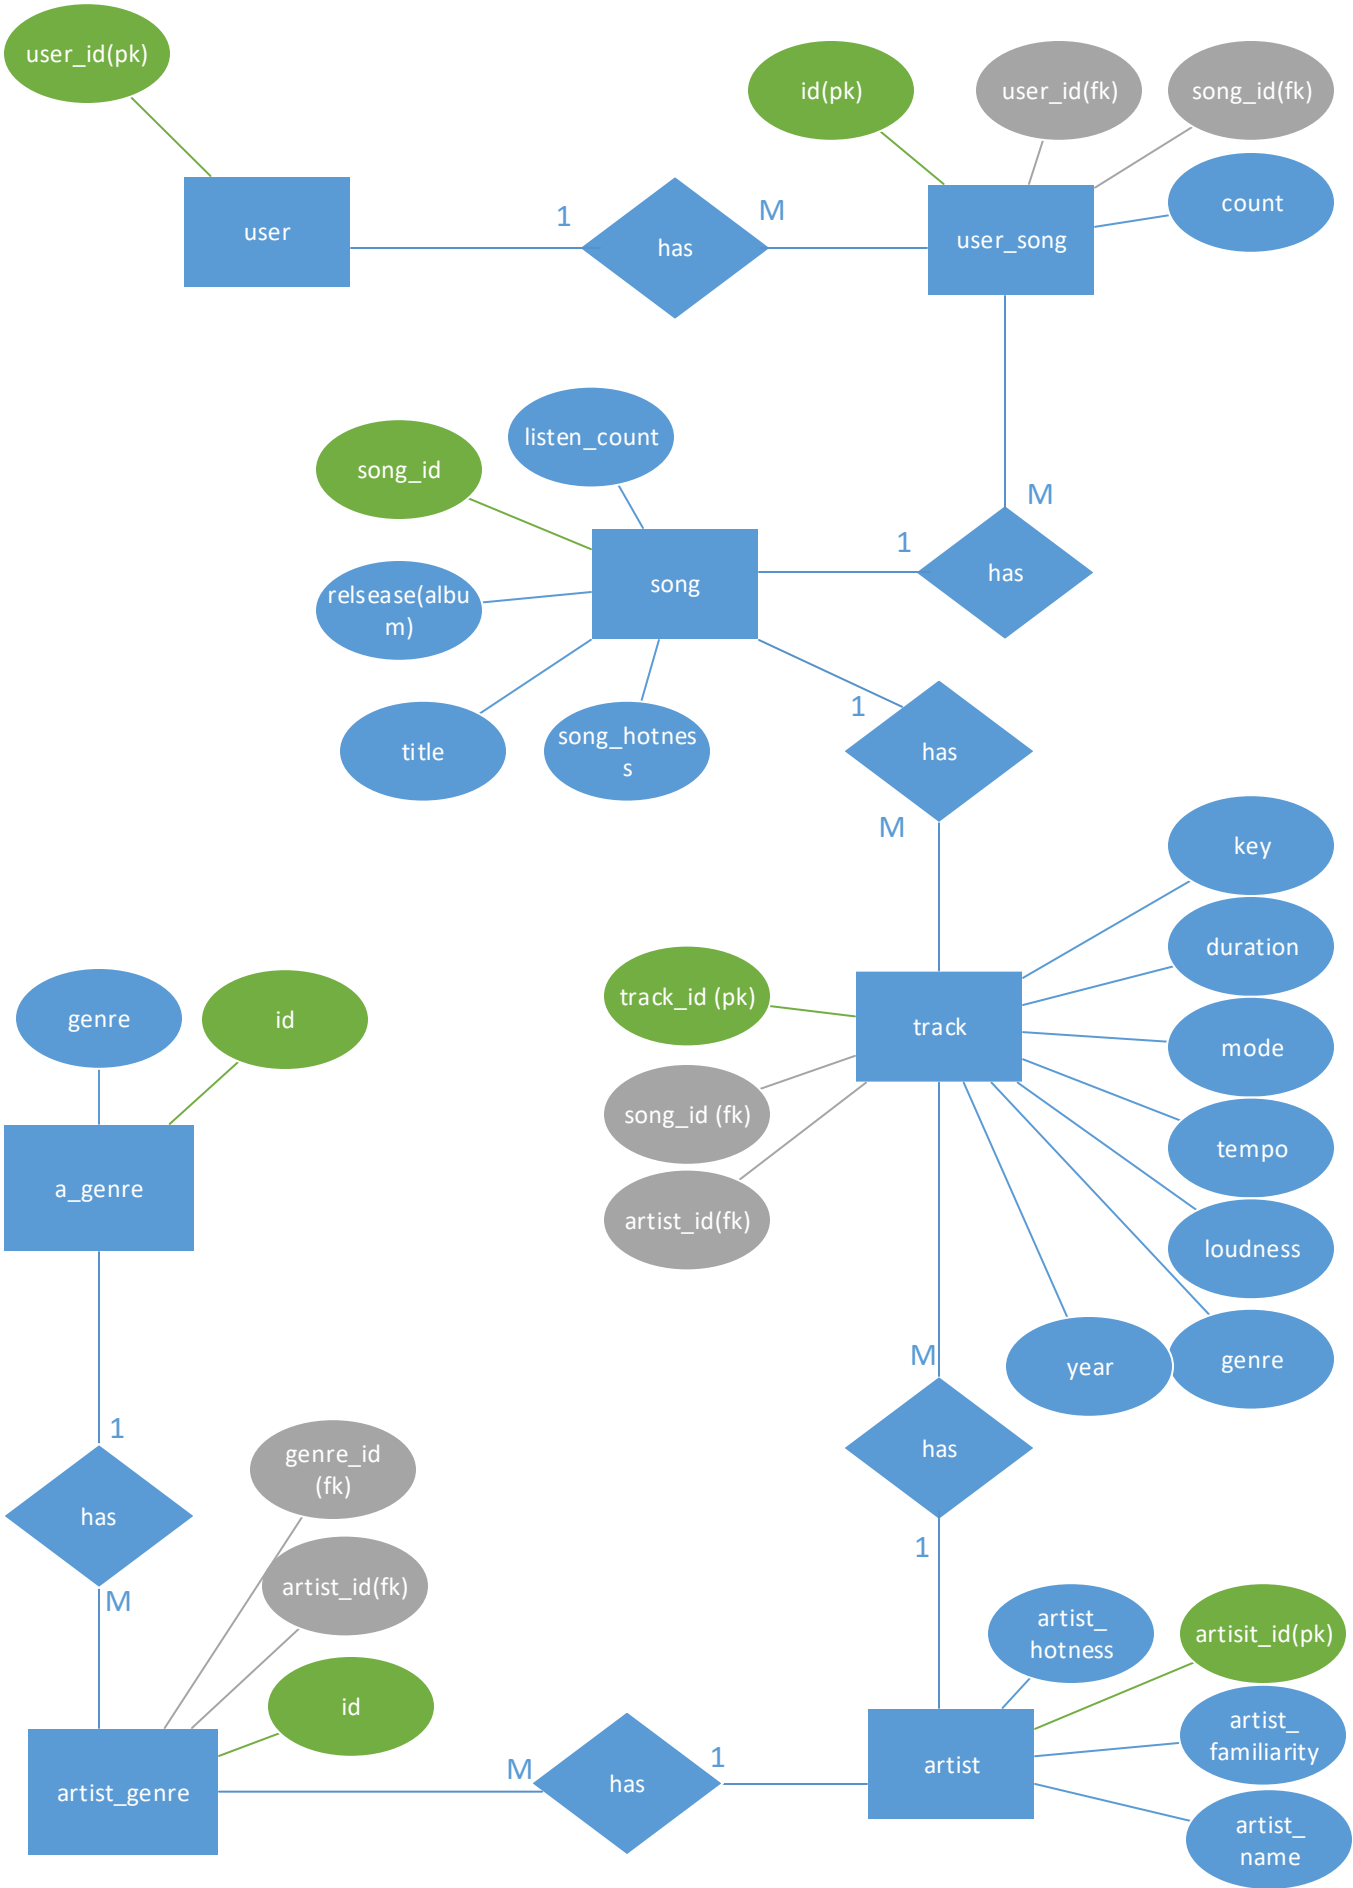 user_id(pk)
id(pk)
user_id(fk)
song_id(fk)
count
user
1
has
M
user_song
listen_count
song_id
M
1
has
song
relsease(albu
m)
title
song_hotnes
s
1
has
M
key
duration
mode
tempo
loudness
genre
year
track_id (pk)
track
song_id (fk)
artist_id(fk)
genre
id
a_genre
M
has
1
1
has
M
genre_id
(fk)
artist_id(fk)
id
artist_genre
M
has
1
artist
artist_
hotness
artisit_id(pk)
artist_
familiarity
artist_
name